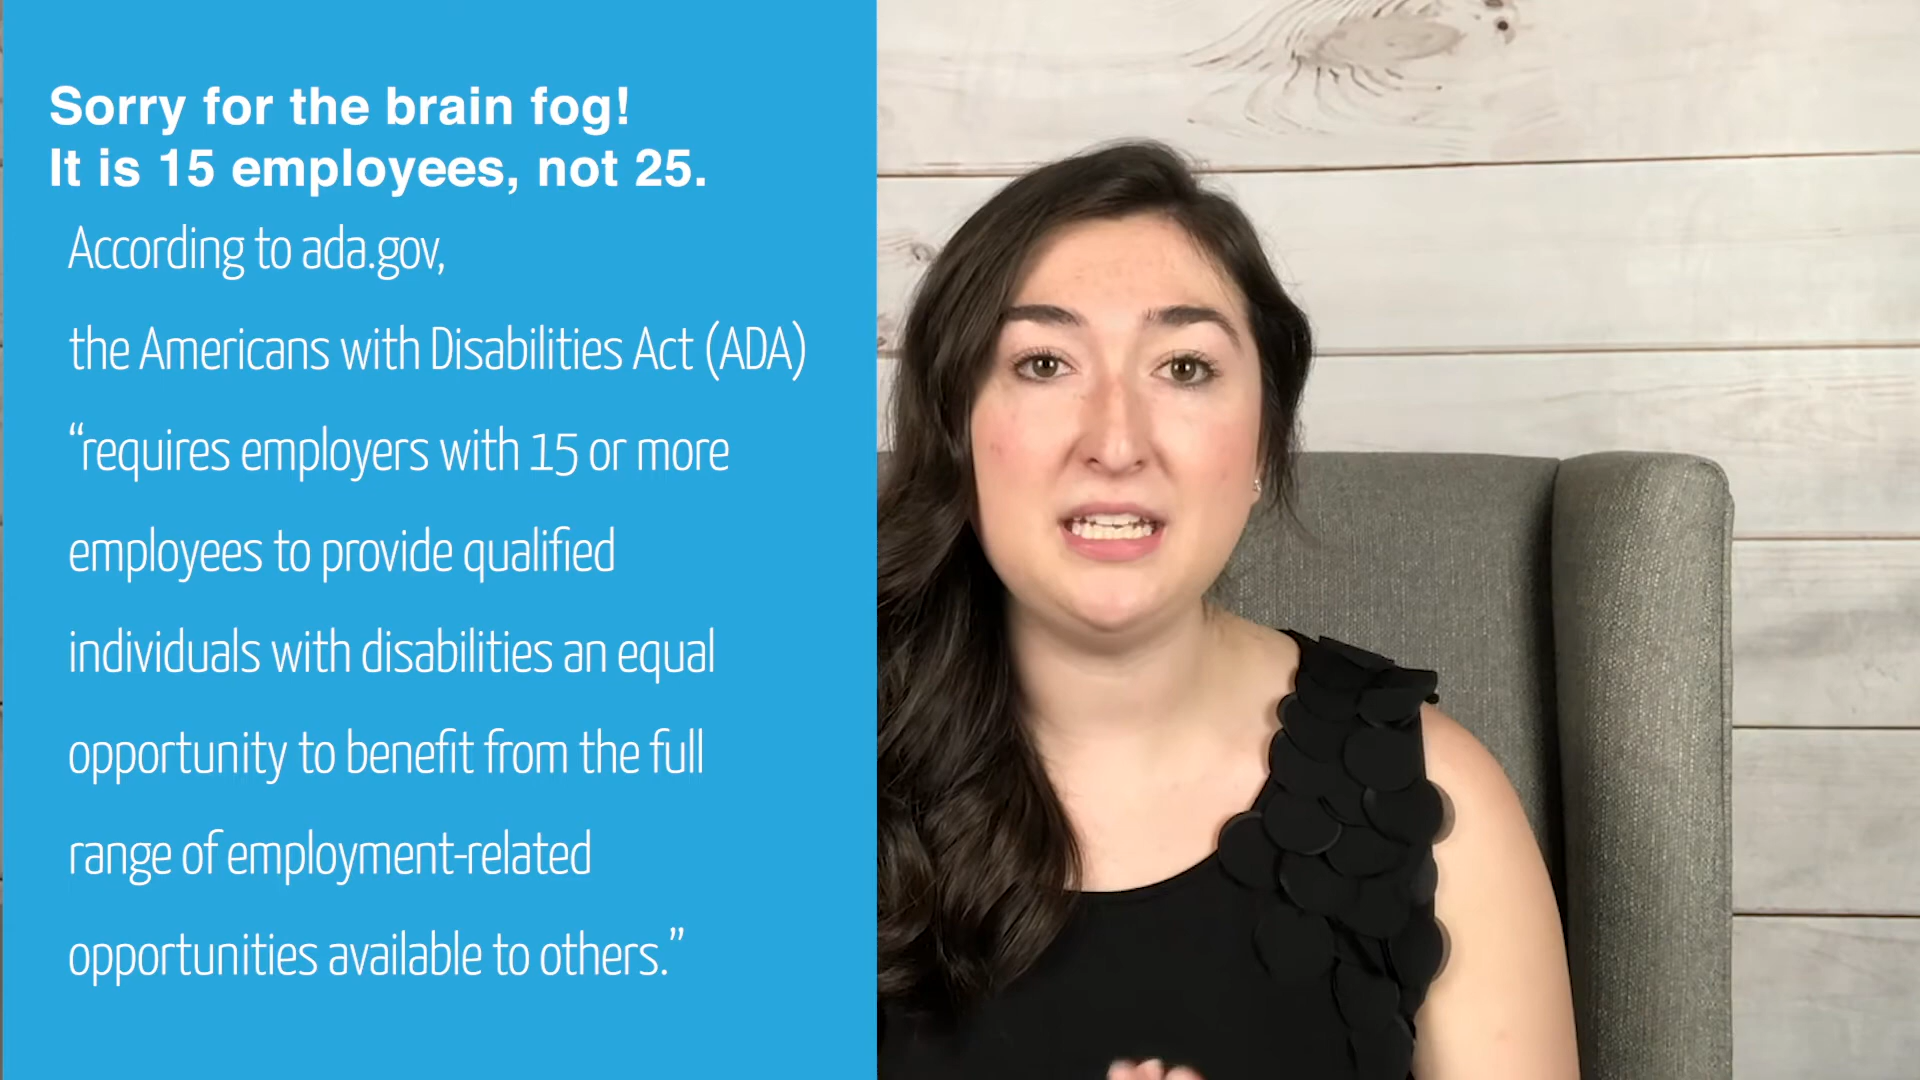 Sorry for the brain fog!
It is 15 employees, not 25.
According to ada.gov,
the Americans with Disabilities Act (ADA)
“requires employers with 15 or more
employees to provide qualified
individuals with disabilities an equal
opportunity to benefit from the full
range of employment-related
opportunities available to others.”